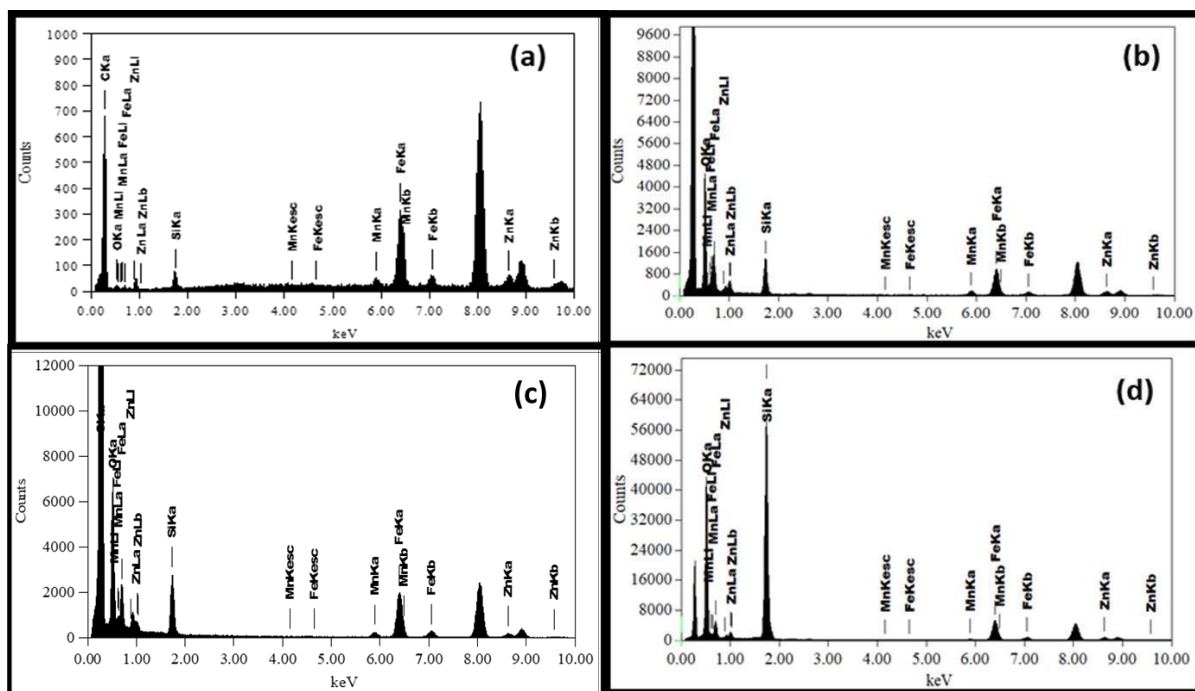 (a)
Counts
1000
900
800
700
600
500
400
300
200
100
0
CKa
OKa
MnLl
MnLa
FeLl
FeLa
ZnLl
ZnLa
ZnLb
SiKa
MnKesc
FeKesc
MnKa
FeKa
MnKb
FeKb
ZnKa
ZnKb
0.00 1.00 2.00 3.00 4.00 5.00 6.00 7.00 8.00 9.00 10.00
keV
(b)
Counts
9600
8800
8000
7200
6400
5600
4800
4000
3200
2400
1600
800
0
OKa
MnLl
MnLa
FeLl
FeLa
ZnLl
ZnLa
ZnLb
SiKa
MnKesc
FeKesc
MnKa
MnKb
FeKa
FeKb
ZnKa
ZnKb
0.00 1.00 2.00 3.00 4.00 5.00 6.00 7.00 8.00 9.00 10.00
keV
(c)
Counts
12000
10000
8000
6000
4000
2000
0
OKa
MnLl
MnLa
FeLl
FeLa
ZnLl
ZnLa
ZnLb
SiKa
MnKesc
FeKesc
MnKa
FeKa
MnKb
FeKb
ZnKa
ZnKb
0.00 1.00 2.00 3.00 4.00 5.00 6.00 7.00 8.00 9.00 10.00
keV
(d)
Counts
72000
64000
56000
48000
40000
32000
24000
16000
8000
0
OKa
MnLl
MnLa
FeLl
FeLa
ZnLl
ZnLa
ZnLb
SiKa
MnKesc
FeKesc
MnKa
MnKb
FeKa
FeKb
ZnKa
ZnKb
0.00 1.00 2.00 3.00 4.00 5.00 6.00 7.00 8.00 9.00 10.00
keV